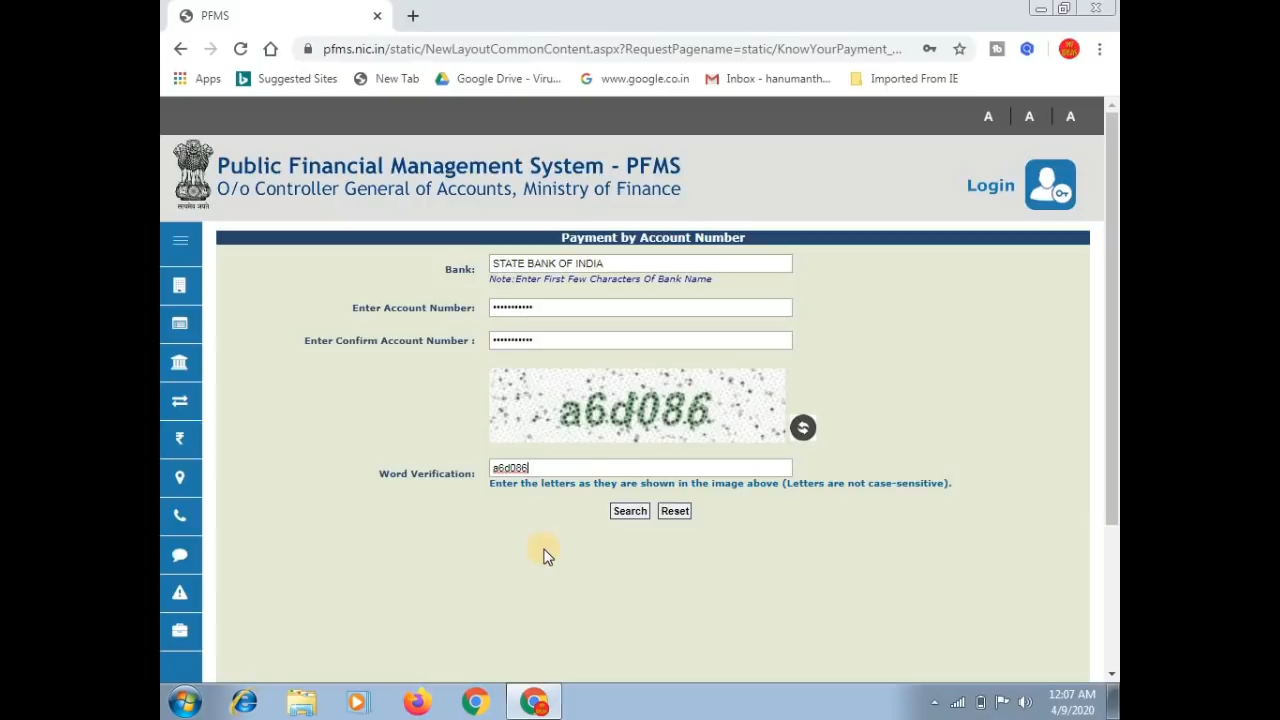 PFMS
pfms.nic.in/static/NewLayoutCommonContent.aspx?RequestPagename=static/KnowYourPayment_...
Apps Suggested Sites New Tab Google Drive - Viru... www.google.co.in Inbox - hanumanth... Imported From IE
A A A
सत्यमेव जयते
Public Financial Management System - PFMS
O/o Controller General of Accounts, Ministry of Finance
Login
Payment by Account Number
Bank: STATE BANK OF INDIA
Note:Enter First Few Characters Of Bank Name
Enter Account Number: •••••••••••
Enter Confirm Account Number : •••••••••••
a6d086
Word Verification: a6d086
Enter the letters as they are shown in the image above (Letters are not case-sensitive).
Search Reset
12:07 AM
4/9/2020